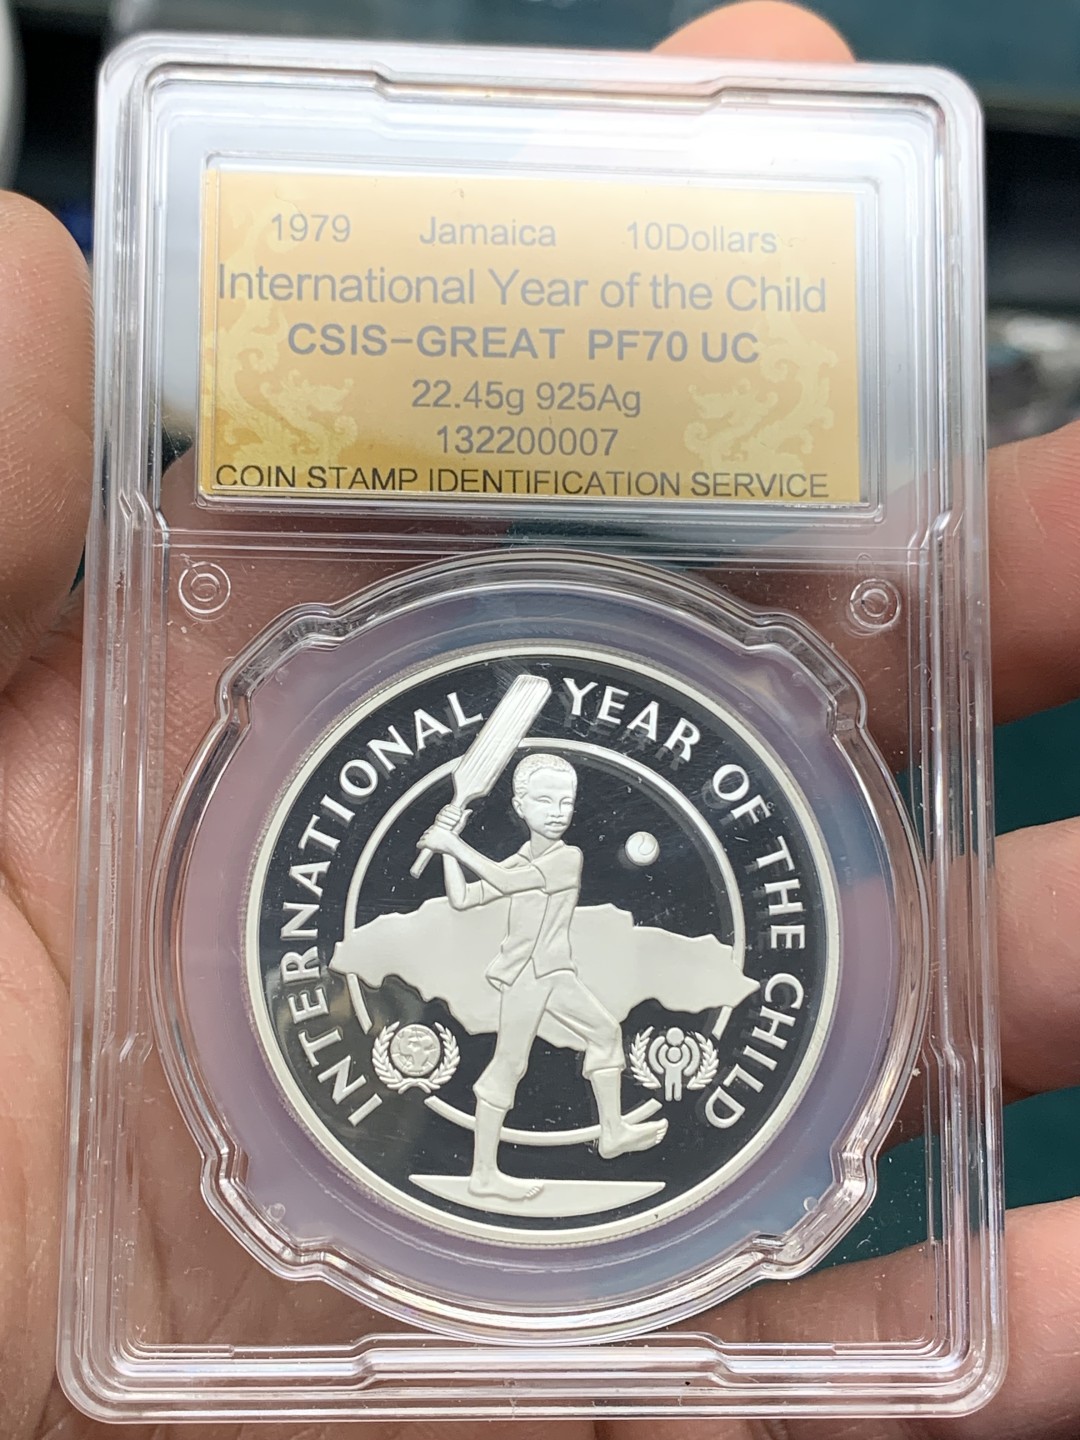 1979 Jamaica 10Dollars
International Year of the Child
CSIS-GREAT PF70 UC
22.45g 925Ag
132200007
COIN STAMP IDENTIFICATION SERVICE
INTERNATIONAL YEAR OF THE CHILD